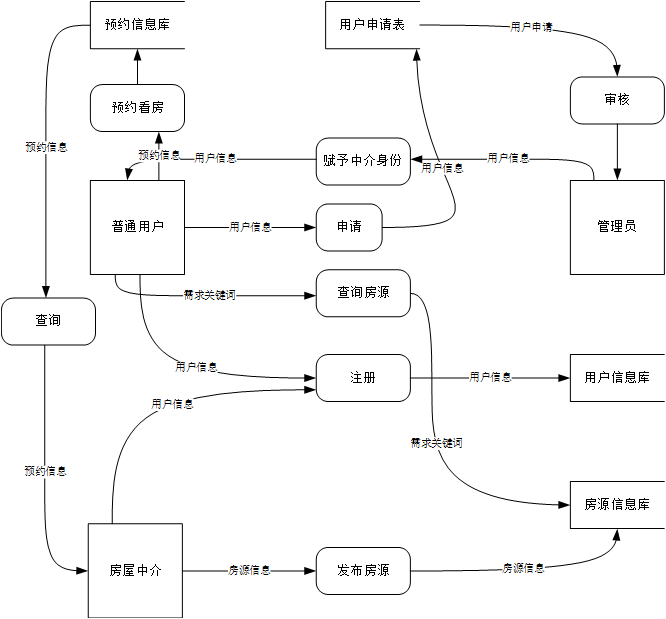 预约信息库
用户申请表
用户申请
预约看房
审核
预约信息
预约信息
用户信息
赋予中介身份
用户信息
用户信息
普通用户
用户信息
申请
管理员
需求关键词
查询房源
查询
用户信息
注册
用户信息
用户信息库
用户信息
需求关键词
预约信息
房源信息库
房屋中介
房源信息
发布房源
房源信息